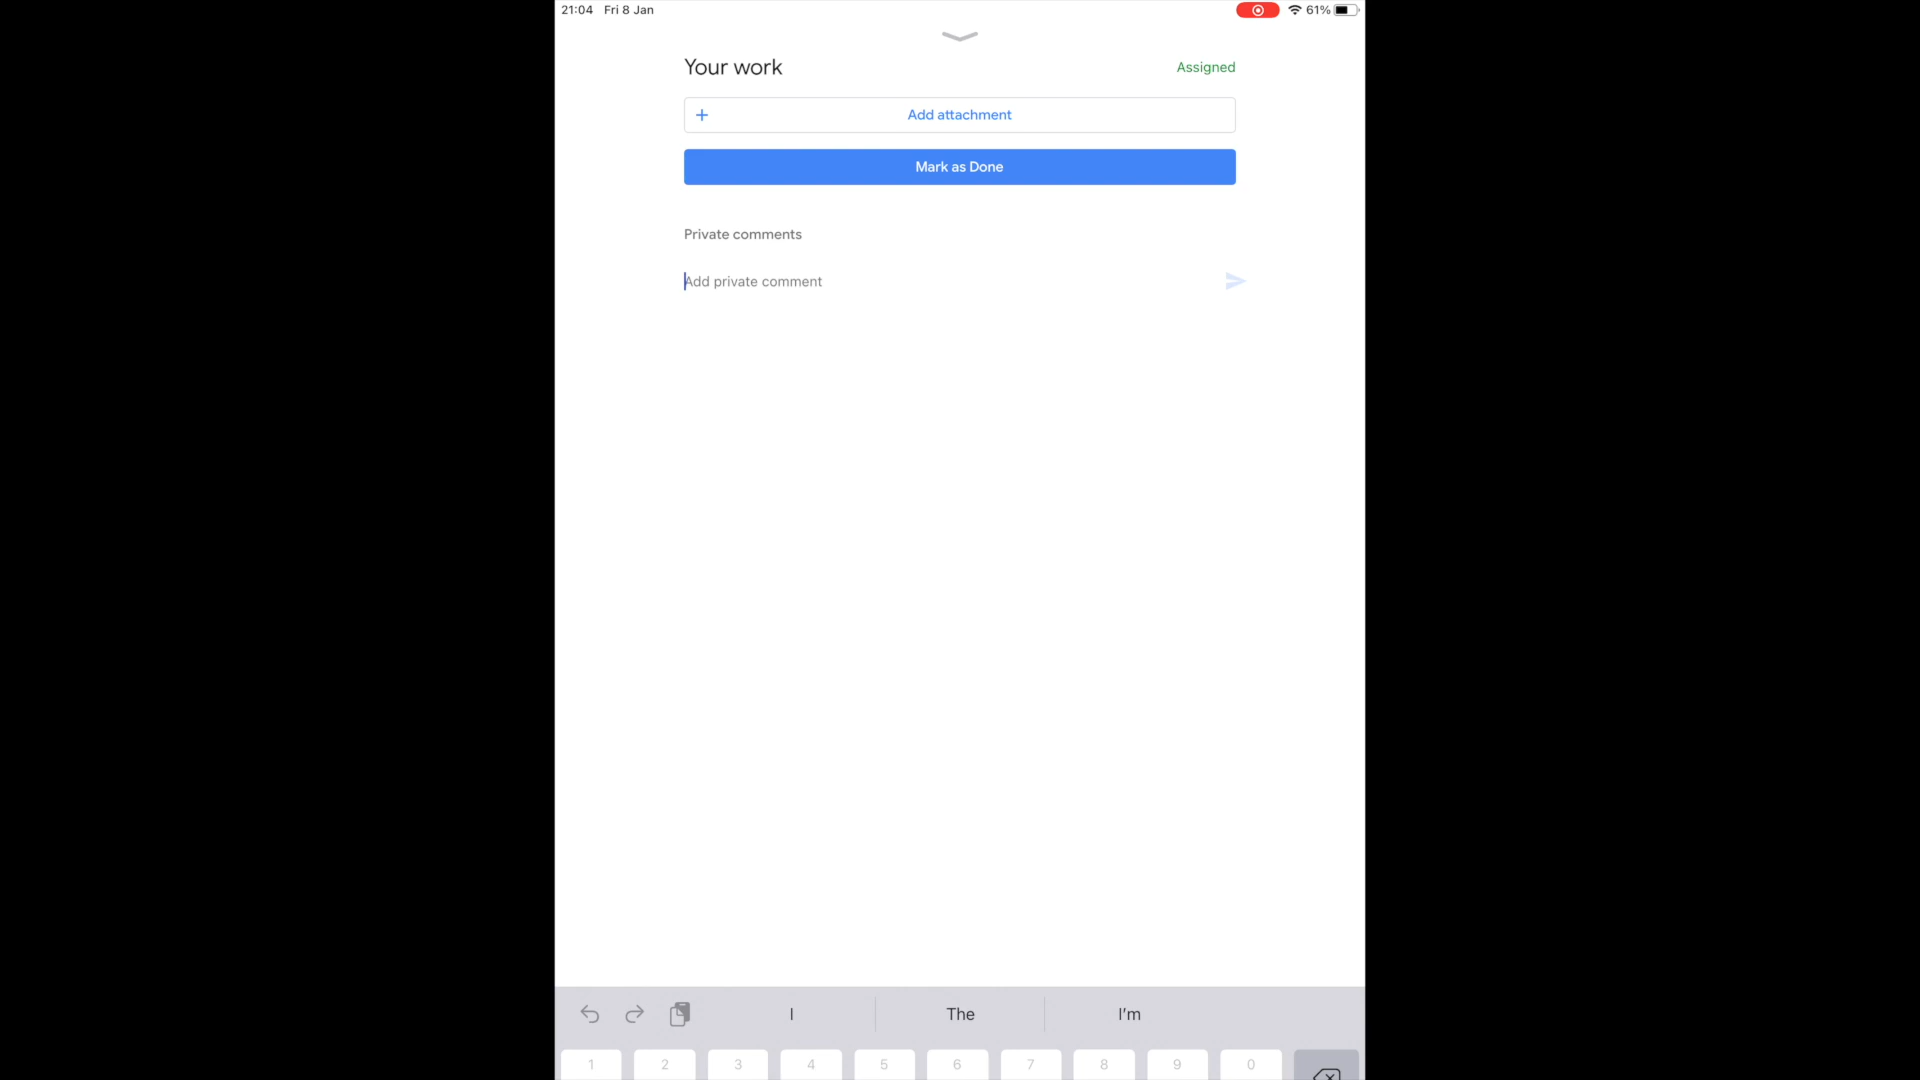 21:04 Fri 8 Jan 61%
Your work Assigned
+ Add attachment
Mark as Done
Private comments
Add private comment
I The I'm
1 2 3 4 5 6 7 8 9 0